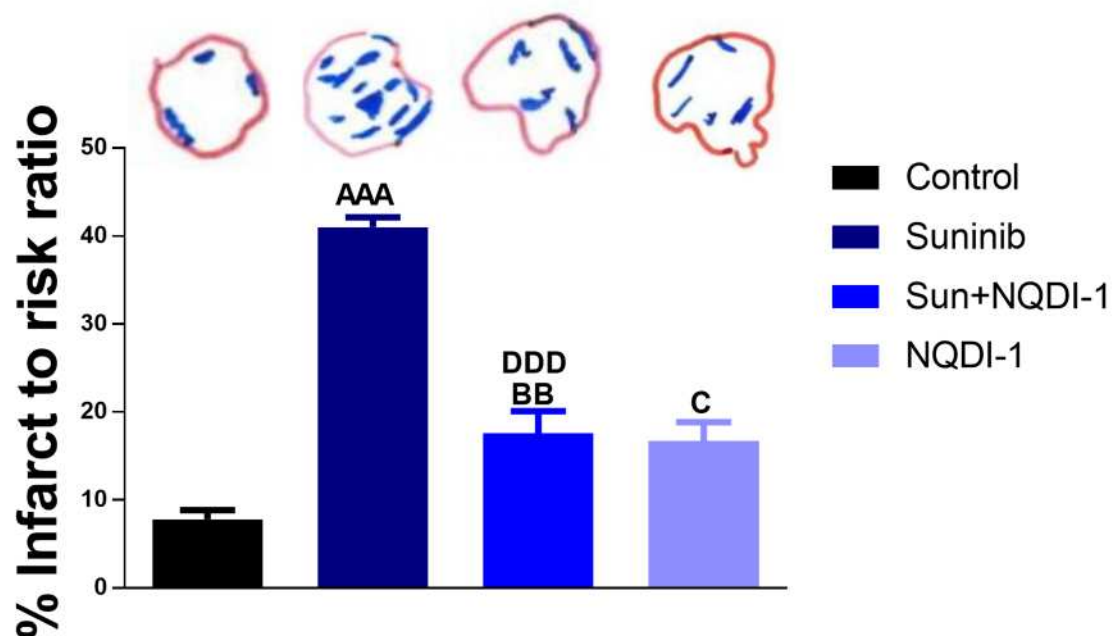 % Infarct to risk ratio
50
40
30
20
10
0
AAA
DDD
BB
C
Control
Suninib
Sun+NQDI-1
NQDI-1